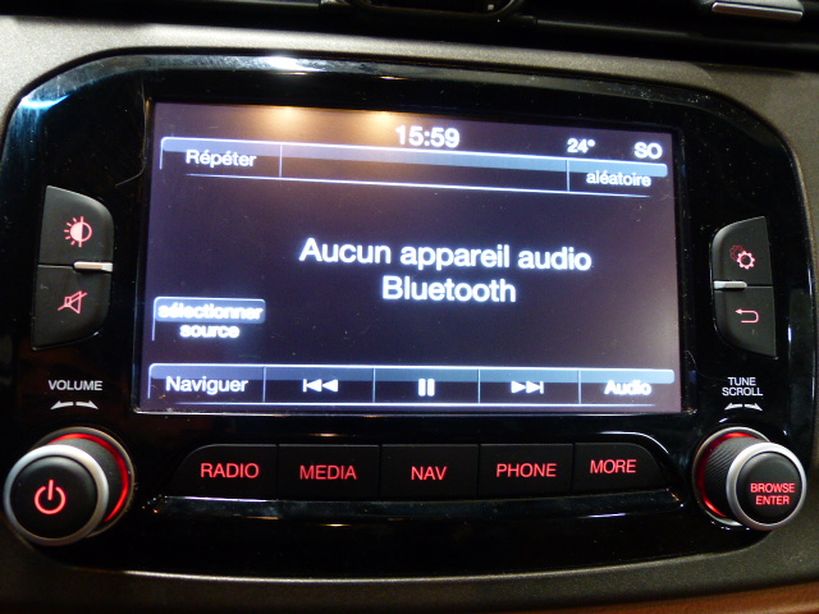 15:59
24°
SO
Répéter
aléatoire
Aucun appareil audio
Bluetooth
sélectionner
source
Naviguer
Audio
VOLUME
TUNE
SCROLL
RADIO
MEDIA
NAV
PHONE
MORE
BROWSE
ENTER